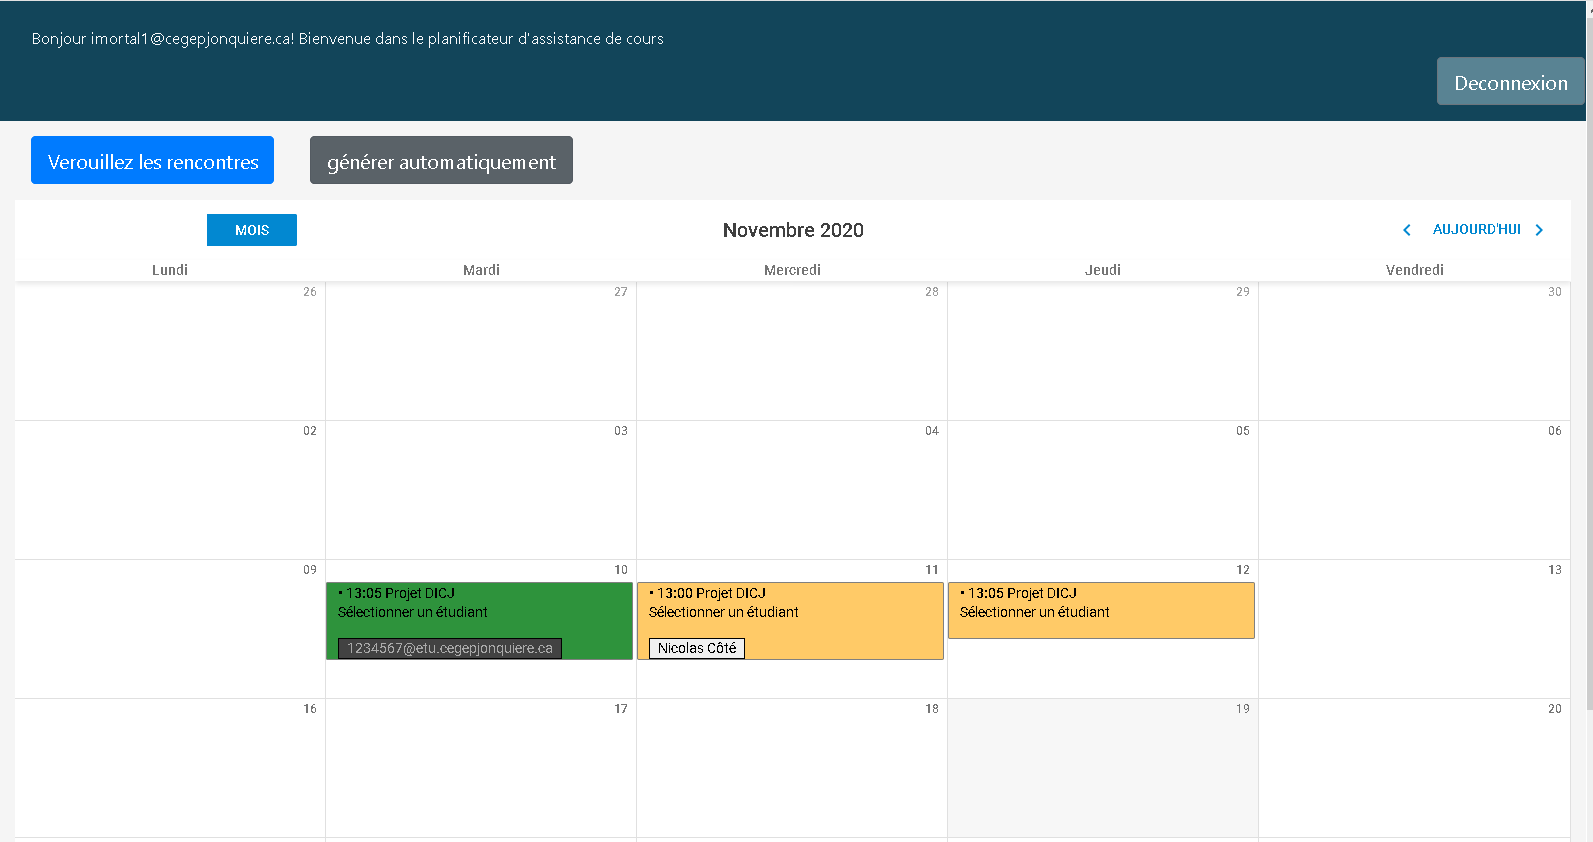 Bonjour imortal1@cegepjonquiere.ca! Bienvenue dans le planificateur d'assistance de cours
Deconnexion
Verouillez les rencontres
générer automatiquement
MOIS
Novembre 2020
AUJOURD'HUI
Lundi Mardi Mercredi Jeudi Vendredi
26 27 28 29 30
02 03 04 05 06
09 10 11 12 13
• 13:05 Projet DICJ
Sélectionner un étudiant
1234567@etu.cegepjonquiere.ca
• 13:00 Projet DICJ
Sélectionner un étudiant
Nicolas Côté
• 13:05 Projet DICJ
Sélectionner un étudiant
16 17 18 19 20